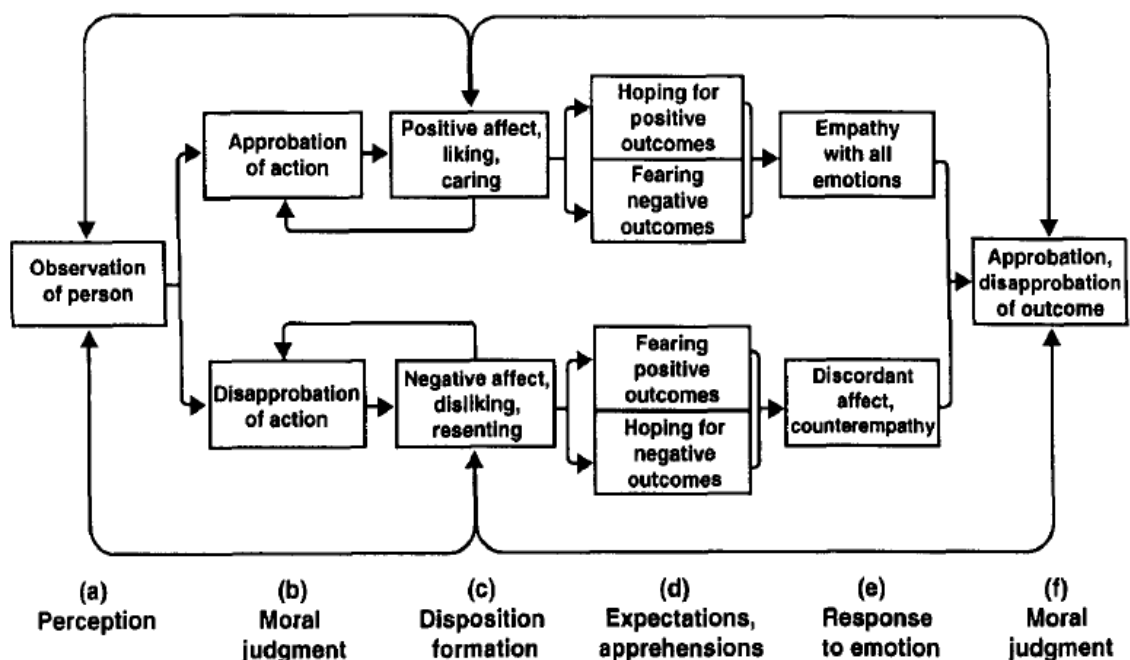 Observation
of person
Approbation
of action
Positive affect,
liking,
caring
Hoping for
positive
outcomes
Fearing
negative
outcomes
Empathy
with all
emotions
Disapprobation
of action
Negative affect,
disliking,
resenting
Fearing
positive
outcomes
Hoping for
negative
outcomes
Discordant
affect,
counterempathy
Approbation,
disapprobation
of outcome
(a)
Perception
(b)
Moral
judgment
(c)
Disposition
formation
(d)
Expectations,
apprehensions
(e)
Response
to emotion
(f)
Moral
judgment